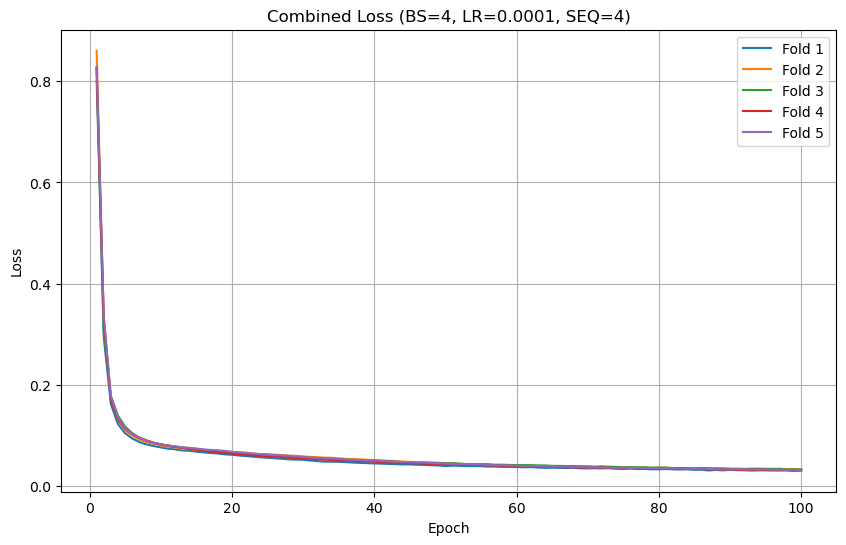 Combined Loss (BS=4, LR=0.0001, SEQ=4)
Fold 1
Fold 2
Fold 3
Fold 4
Fold 5
Loss
0.8
0.6
0.4
0.2
0.0
0 20 40 60 80 100
Epoch